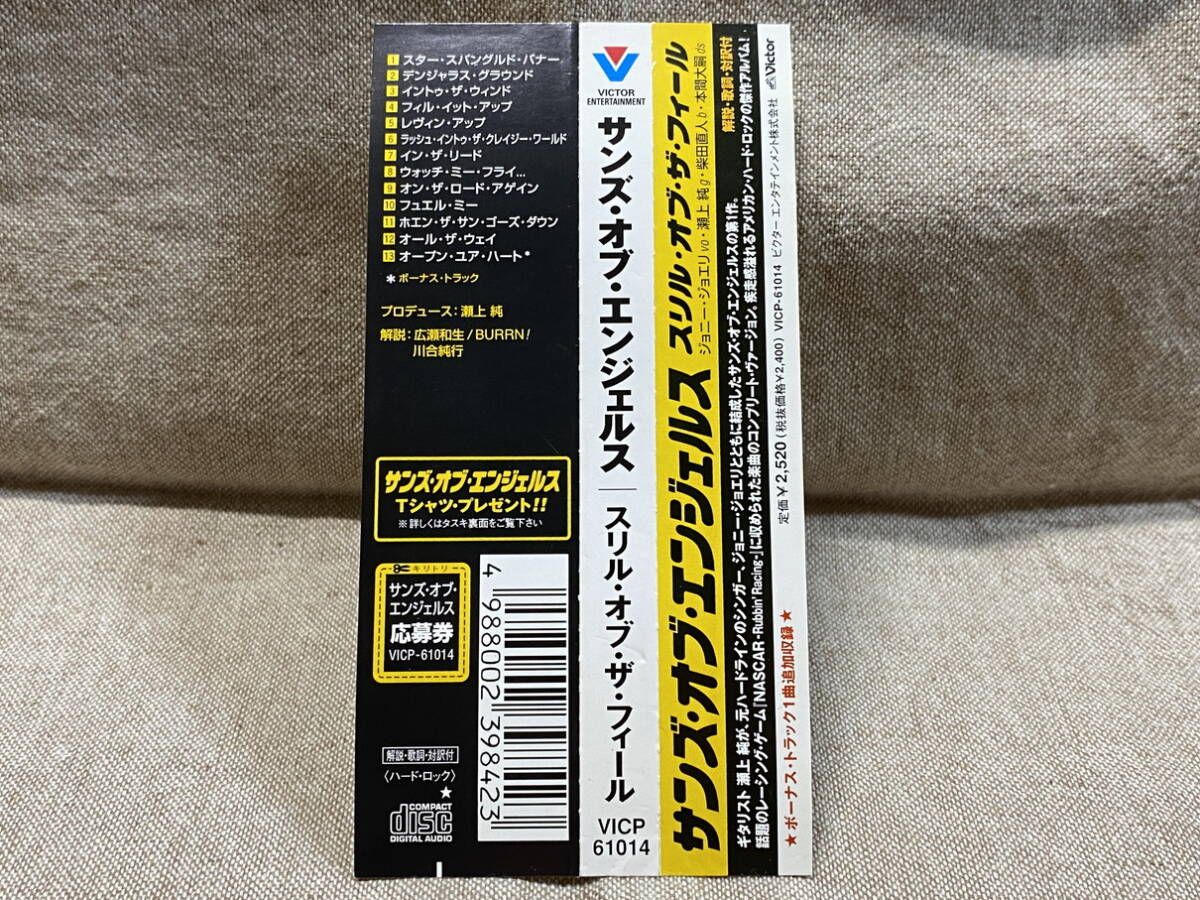 1 スター・スパングルド・バナー
2 デンジャラス・グラウンド
3 イントゥ・ザ・ウィンド
4 フィル・イット・アップ
5 レヴィン・アップ
6 ラッシュ・イントゥ・ザ・クレイジー・ワールド
7 イン・ザ・リード
8 ウォッチ・ミー・フライ...
9 オン・ザ・ロード・アゲイン
10 フュエル・ミー
11 ホエン・ザ・サン・ゴーズ・ダウン
12 オール・ザ・ウェイ
13 オープン・ユア・ハート*
* ボーナス・トラック
プロデュース：瀬上 純
解説：広瀬和生/BURRN!
川合純行
サンズ・オブ・エンジェルス
Tシャツ・プレゼント!!
※詳しくはタスキ裏面をご覧下さい
キリトリ
サンズ・オブ・
エンジェルス
応募券
VICP-61014
解説・歌詞・対訳付
〈ハード・ロック〉
★
COMPACT
disc
DIGITAL AUDIO
4 988002 398423
VICTOR
ENTERTAINMENT
サンズ・オブ・エンジェルス
スリル・オブ・ザ・フィール
VICP
61014
サンズ・オブ・エンジェルス スリル・オブ・ザ・フィール
ジョニー・ジョエリ vo・瀬上 純 g・柴田直人 b・本間大嗣 ds
解説・歌詞・対訳付
ギタリスト 瀬上 純が、元ハードラインのシンガー、ジョニー・ジョエリとともに結成したサンズ・オブ・エンジェルスの第1作。
話題のレーシング・ゲーム「NASCAR -Rubbin' Racing-」に収められた楽曲のコンプリート・ヴァージョン。疾走感溢れるアメリカン・ハード・ロックの傑作アルバム！
★ボーナス・トラック1曲追加収録★
定価￥2,520(税抜価格￥2,400) VICP-61014 ビクター エンタテインメント株式会社 Victor